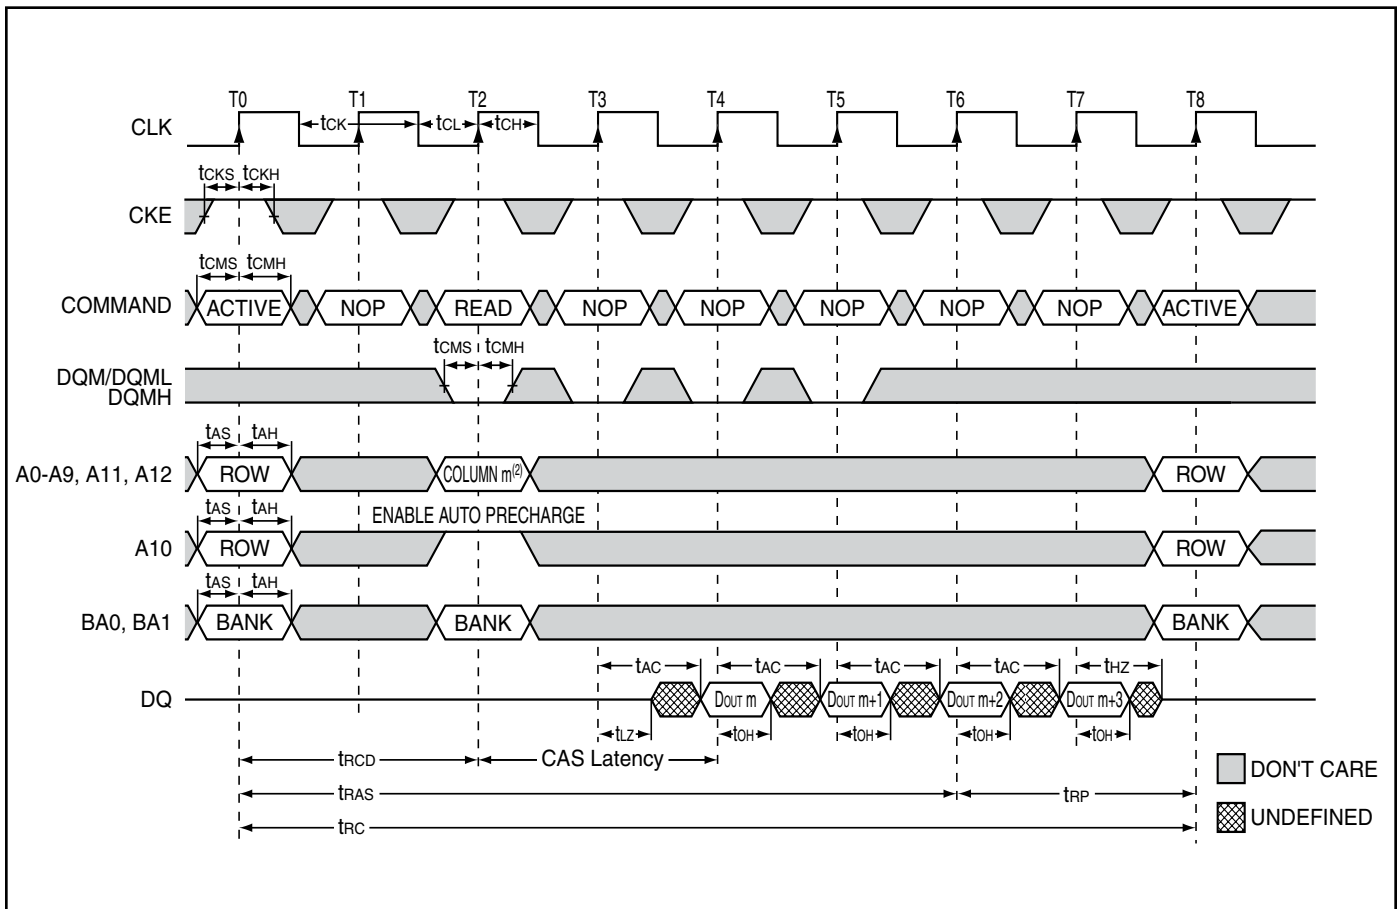 T0 T1 T2 T3 T4 T5 T6 T7 T8
CLK tCK tCL tCH
tCKS tCKH
CKE
tCMS tCMH
COMMAND ACTIVE NOP READ NOP NOP NOP NOP NOP ACTIVE
tCMS tCMH
DQM/DQML
DQMH
tAS tAH
A0-A9, A11, A12 ROW COLUMN m(2) ROW
tAS tAH ENABLE AUTO PRECHARGE
A10 ROW ROW
tAS tAH
BA0, BA1 BANK BANK BANK
tAC tAC tAC tAC tHZ
DQ DOUT m DOUT m+1 DOUT m+2 DOUT m+3
tLZ tOH tOH tOH tOH
tRCD CAS Latency
DON'T CARE
tRAS tRP
UNDEFINED
tRC